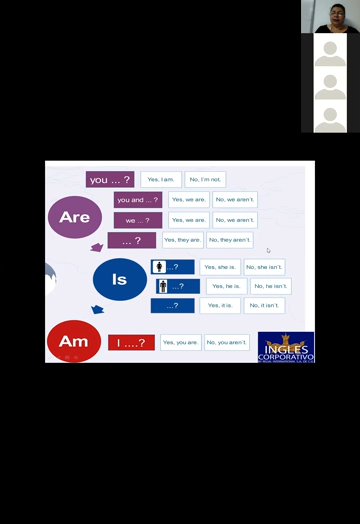 you ... ? Yes, I am. No, I'm not.
you and ... ? Yes, we are. No, we aren't.
Are
we ... ? Yes, we are. No, we aren't.
... ? Yes, they are. No, they aren't.
Is
...? Yes, she is. No, she isn't.
...? Yes, he is. No, he isn't.
...? Yes, it is. No, it isn't.
Am
I ....? Yes, you are. No, you aren't.
INGLES
CORPORATIVO